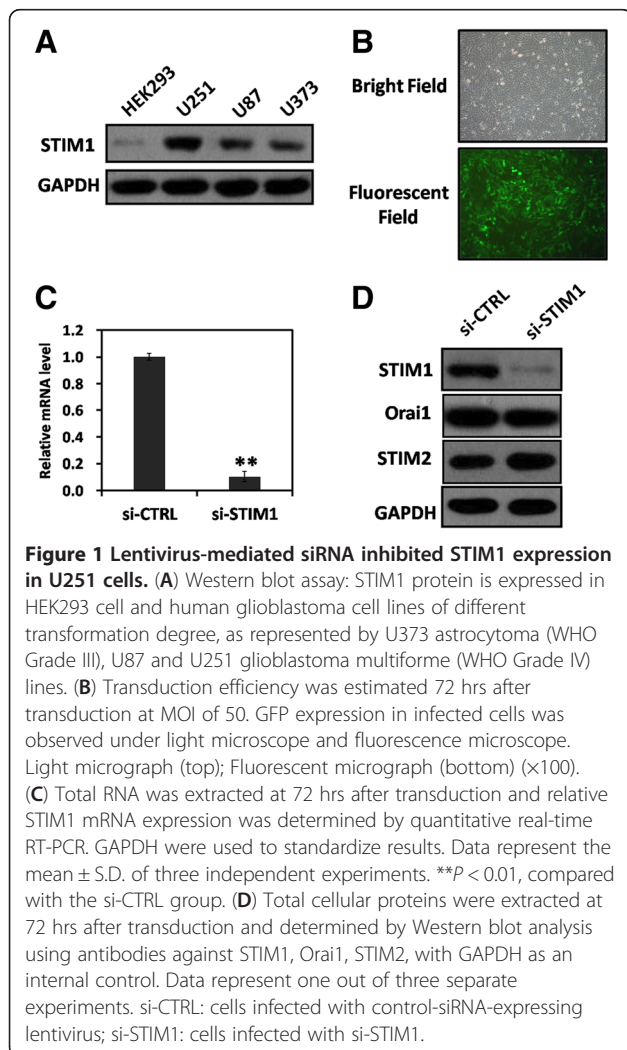 A
HEK293 U251 U87 U373
STIM1
GAPDH
B
Bright Field
Fluorescent
Field
C
Relative mRNA level
1.2
1.0
0.8
0.6
0.4
0.2
0.0
**
si-CTRL si-STIM1
D
si-CTRL si-STIM1
STIM1
Orai1
STIM2
GAPDH
Figure 1 Lentivirus-mediated siRNA inhibited STIM1 expression
in U251 cells. (A) Western blot assay: STIM1 protein is expressed in
HEK293 cell and human glioblastoma cell lines of different
transformation degree, as represented by U373 astrocytoma (WHO
Grade III), U87 and U251 glioblastoma multiforme (WHO Grade IV)
lines. (B) Transduction efficiency was estimated 72 hrs after
transduction at MOI of 50. GFP expression in infected cells was
observed under light microscope and fluorescence microscope.
Light micrograph (top); Fluorescent micrograph (bottom) (×100).
(C) Total RNA was extracted at 72 hrs after transduction and relative
STIM1 mRNA expression was determined by quantitative real-time
RT-PCR. GAPDH were used to standardize results. Data represent the
mean ± S.D. of three independent experiments. **P < 0.01, compared
with the si-CTRL group. (D) Total cellular proteins were extracted at
72 hrs after transduction and determined by Western blot analysis
using antibodies against STIM1, Orai1, STIM2, with GAPDH as an
internal control. Data represent one out of three separate
experiments. si-CTRL: cells infected with control-siRNA-expressing
lentivirus; si-STIM1: cells infected with si-STIM1.